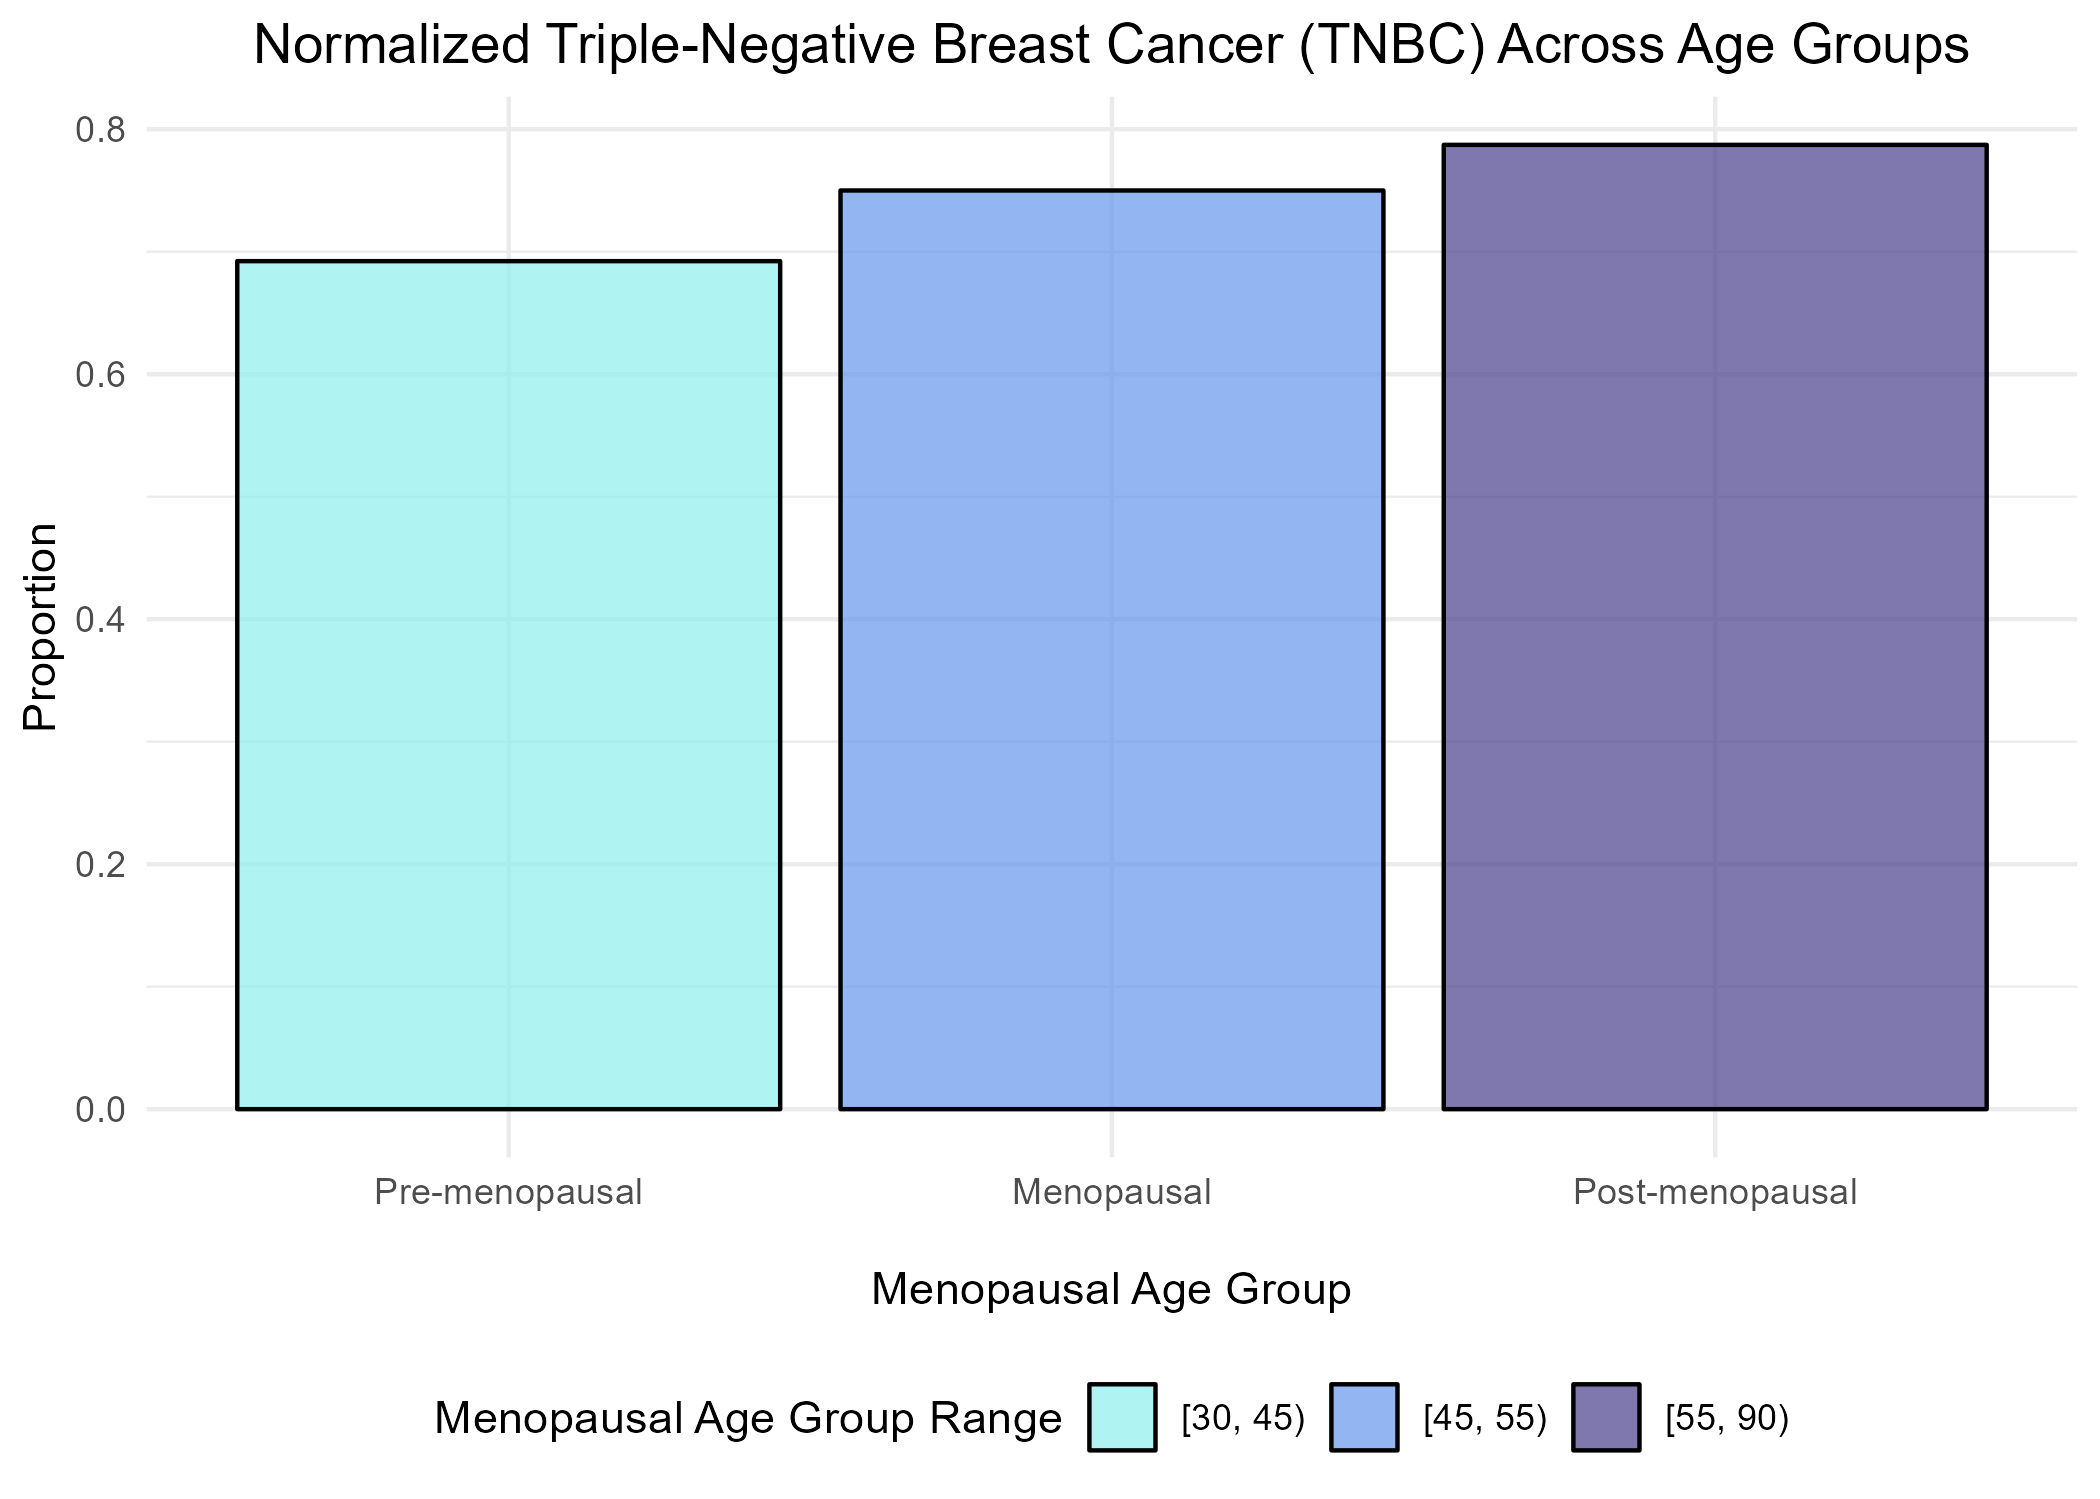 Normalized Triple-Negative Breast Cancer (TNBC) Across Age Groups
Proportion
0.8
0.6
0.4
0.2
0.0
Pre-menopausal
Menopausal
Post-menopausal
Menopausal Age Group
Menopausal Age Group Range
[30, 45)
[45, 55)
[55, 90)